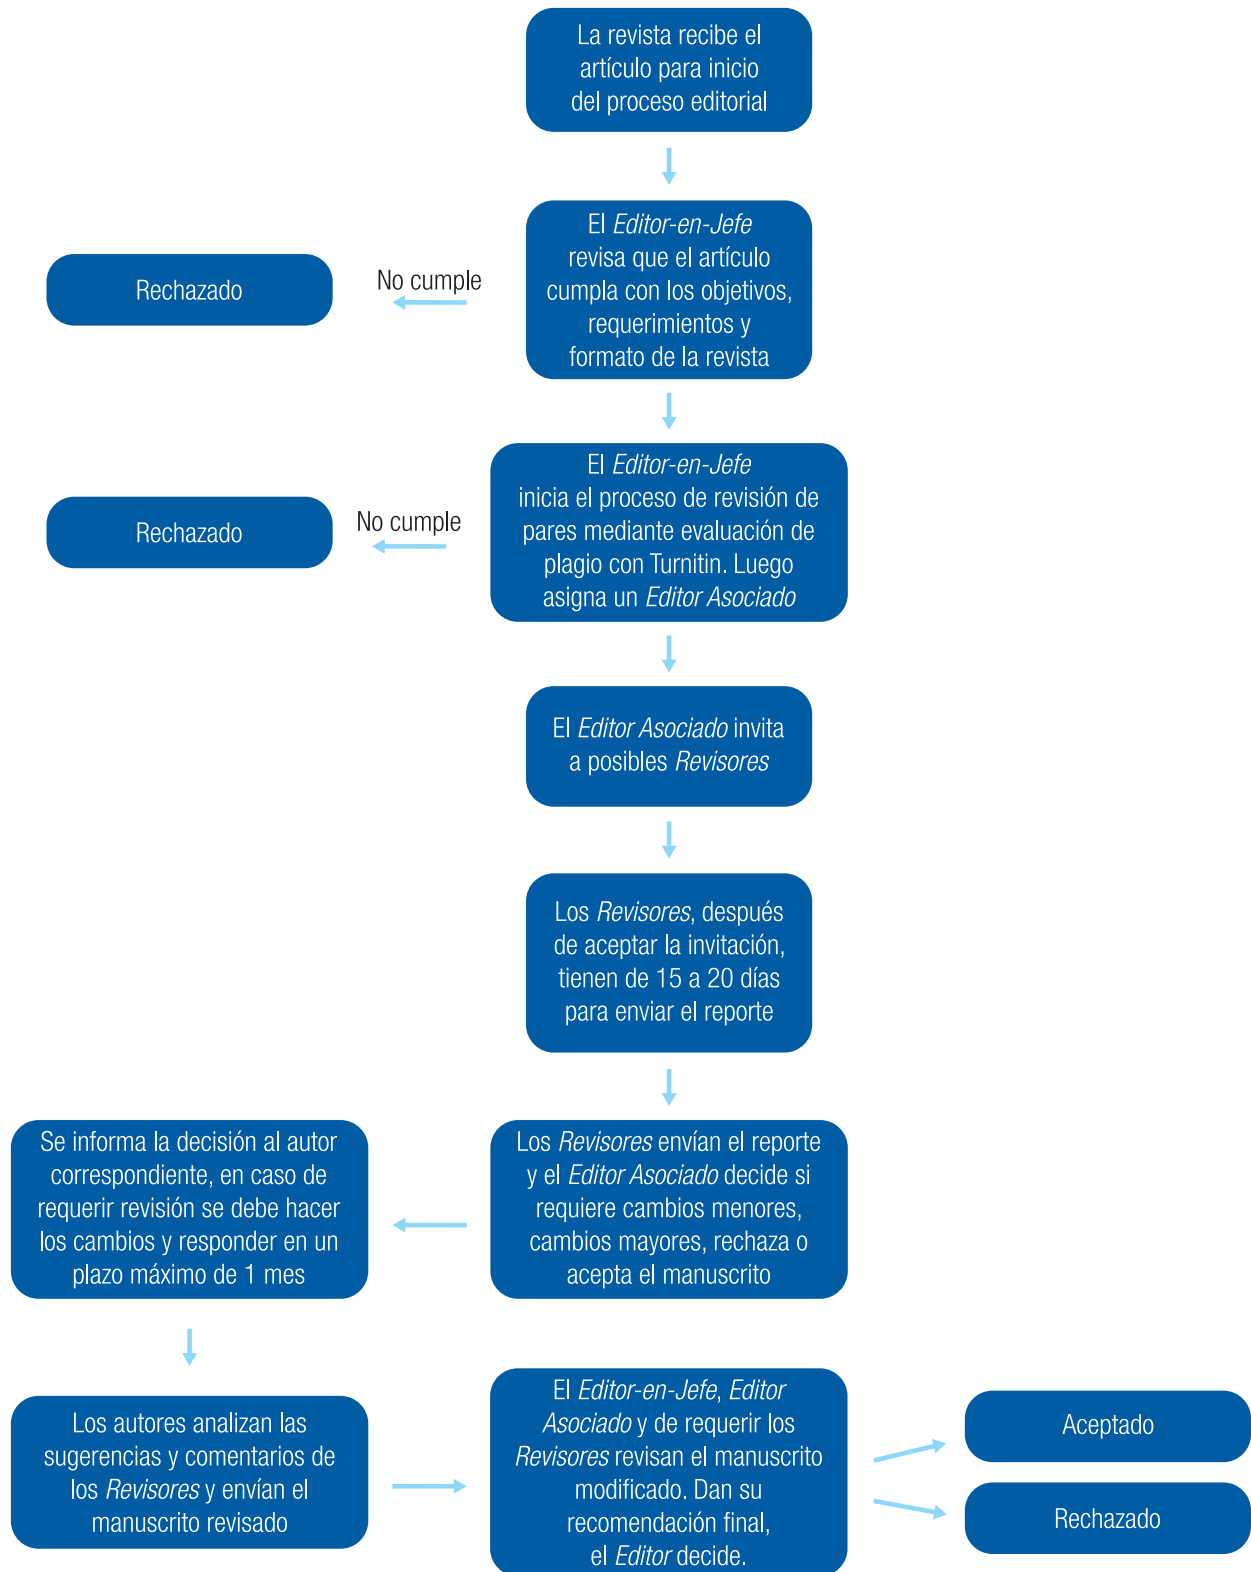 La revista recibe el
artículo para inicio
del proceso editorial
El Editor-en-Jefe
revisa que el artículo
cumpla con los objetivos,
requerimientos y
formato de la revista
No cumple
Rechazado
El Editor-en-Jefe
inicia el proceso de revisión de
pares mediante evaluación de
plagio con Turnitin. Luego
asigna un Editor Asociado
No cumple
Rechazado
El Editor Asociado invita
a posibles Revisores
Los Revisores, después
de aceptar la invitación,
tienen de 15 a 20 días
para enviar el reporte
Los Revisores envían el reporte
y el Editor Asociado decide si
requiere cambios menores,
cambios mayores, rechaza o
acepta el manuscrito
Se informa la decisión al autor
correspondiente, en caso de
requerir revisión se debe hacer
los cambios y responder en un
plazo máximo de 1 mes
Los autores analizan las
sugerencias y comentarios de
los Revisores y envían el
manuscrito revisado
El Editor-en-Jefe, Editor
Asociado y de requerir los
Revisores revisan el manuscrito
modificado. Dan su
recomendación final,
el Editor decide.
Aceptado
Rechazado